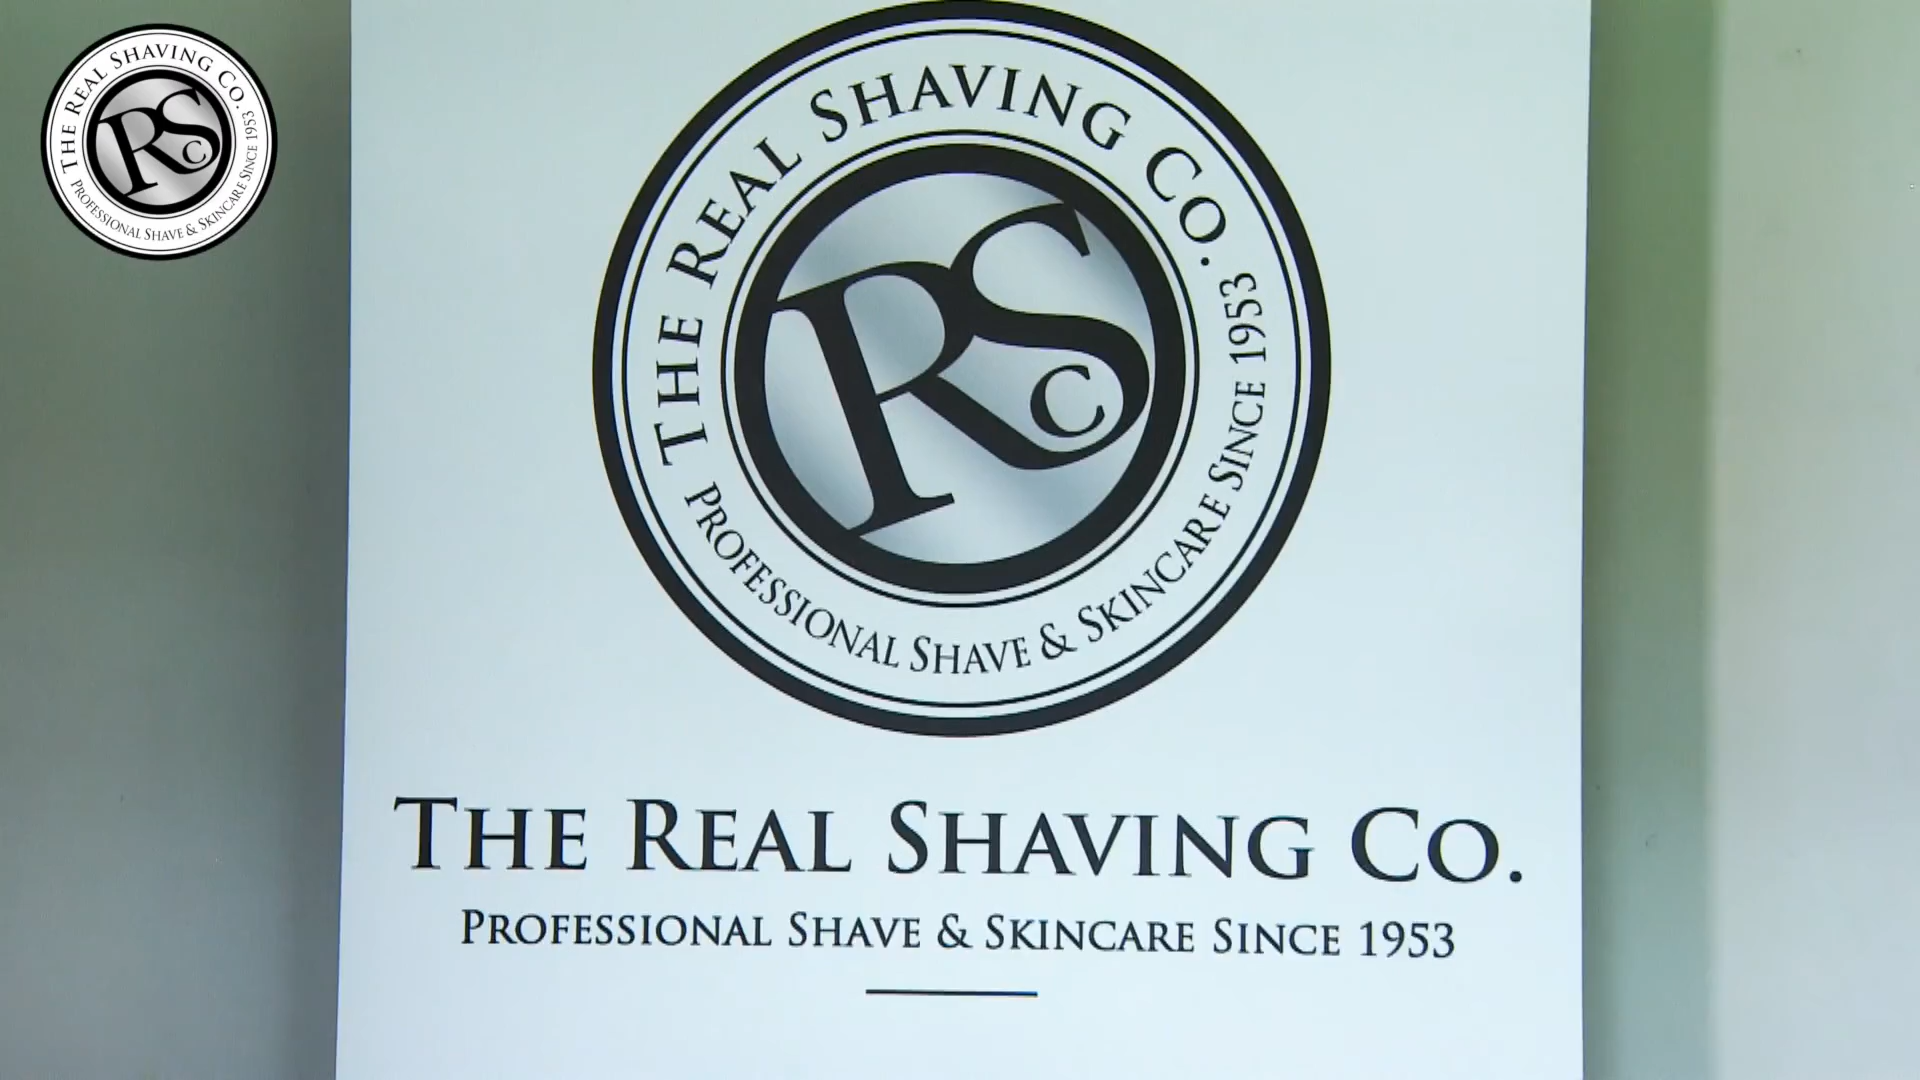 THE REAL SHAVING CO.
PROFESSIONAL SHAVE & SKINCARE SINCE 1953
RSC
THE REAL SHAVING CO.
PROFESSIONAL SHAVE & SKINCARE SINCE 1953
RSC
THE REAL SHAVING CO.
PROFESSIONAL SHAVE & SKINCARE SINCE 1953